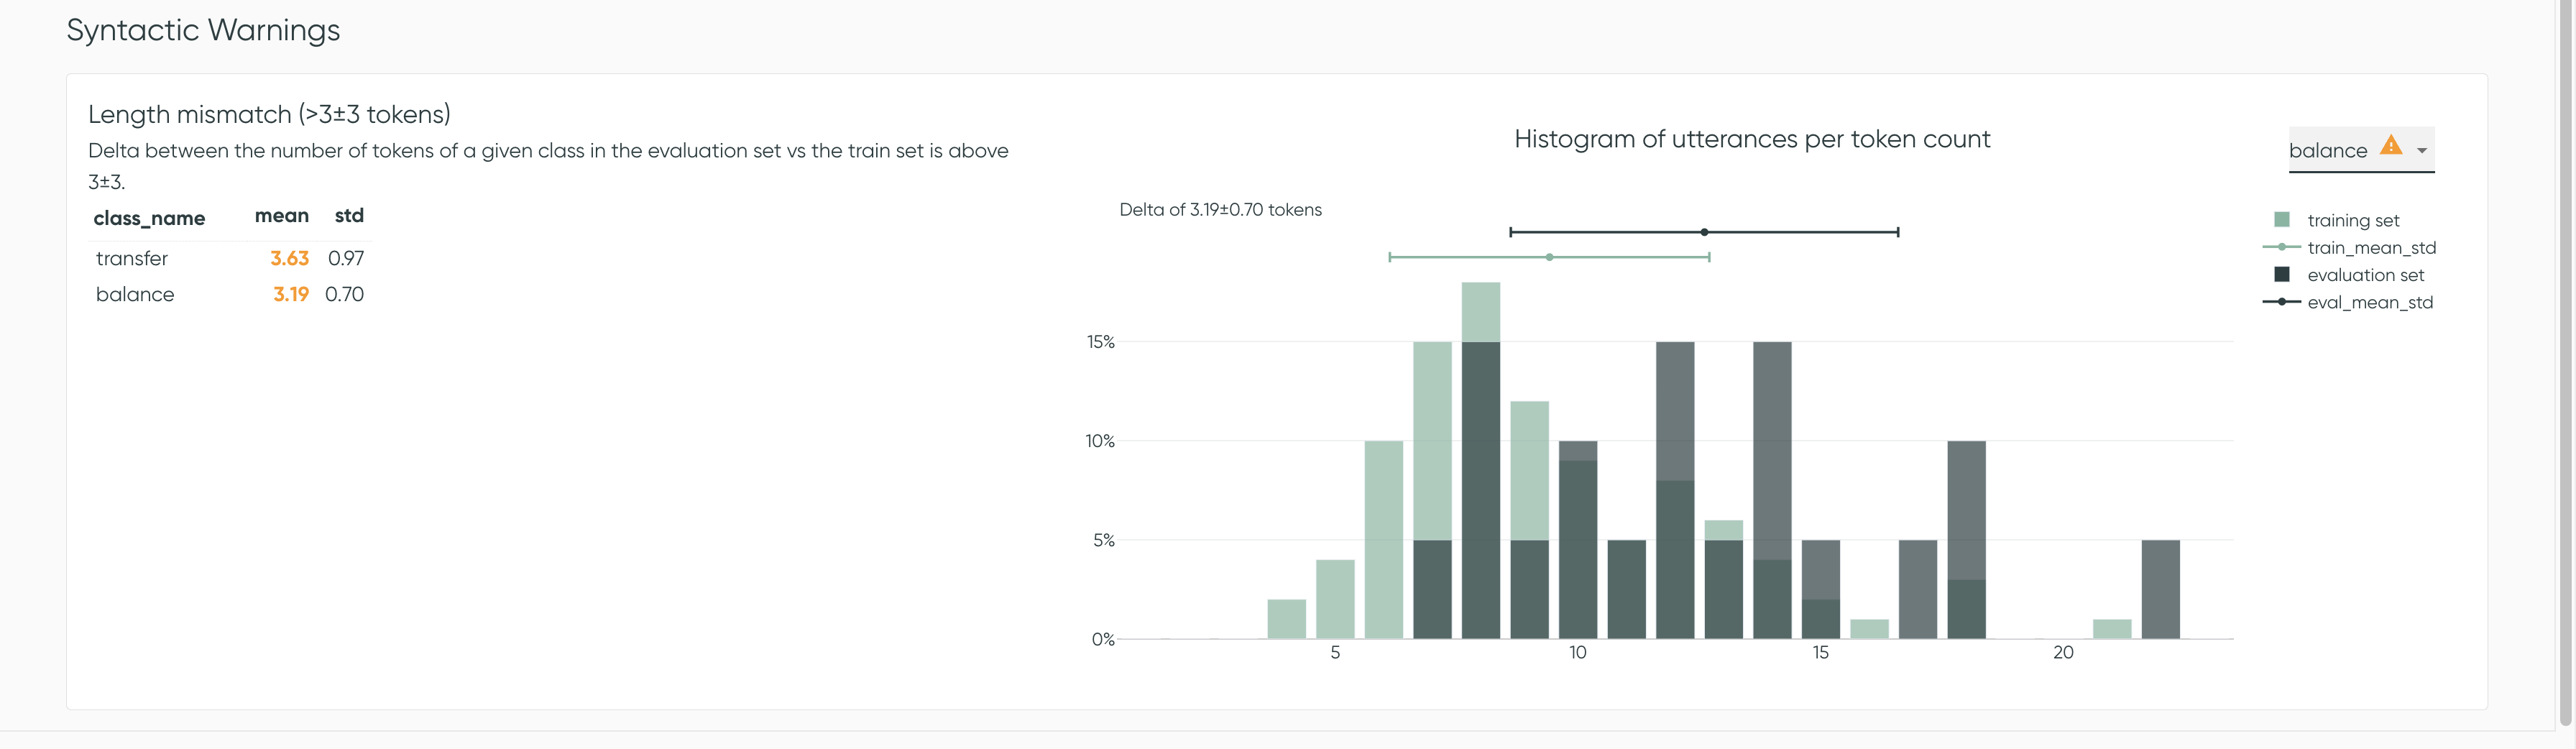 Syntactic Warnings
Length mismatch (>3±3 tokens)
Delta between the number of tokens of a given class in the evaluation set vs the train set is above
3±3.
class_name mean std
transfer 3.63 0.97
balance 3.19 0.70
Histogram of utterances per token count
balance
Delta of 3.19±0.70 tokens
training set
train_mean_std
evaluation set
eval_mean_std
15%
10%
5%
0%
5 10 15 20